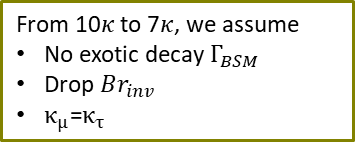 From 10κ to 7κ, we assume
• No exotic decay Γ_BSM
• Drop Br_inv
• κ_μ=κ_τ